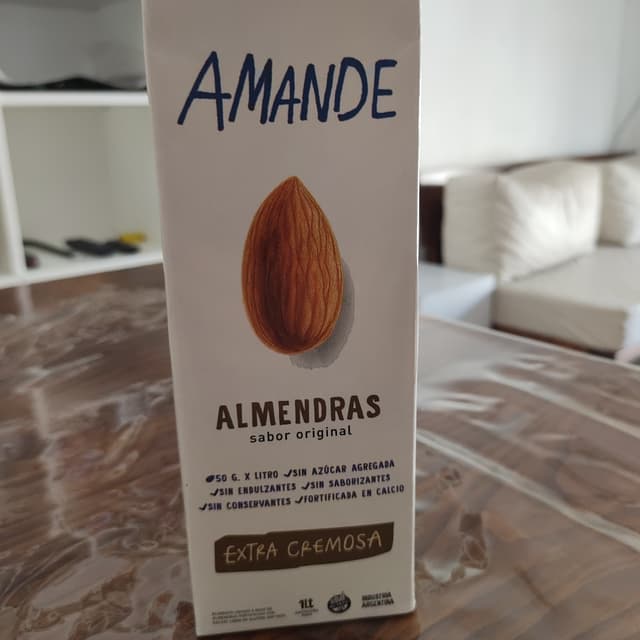 AMANDE
ALMENDRAS
sabor original
50 G. X LITRO ✓SIN AZÚCAR AGREGADA
✓SIN ENDULZANTES ✓SIN SABORIZANTES
✓SIN CONSERVANTES ✓FORTIFICADA EN CALCIO
EXTRA CREMOSA
1Lt
INDUSTRIA
ARGENTINA